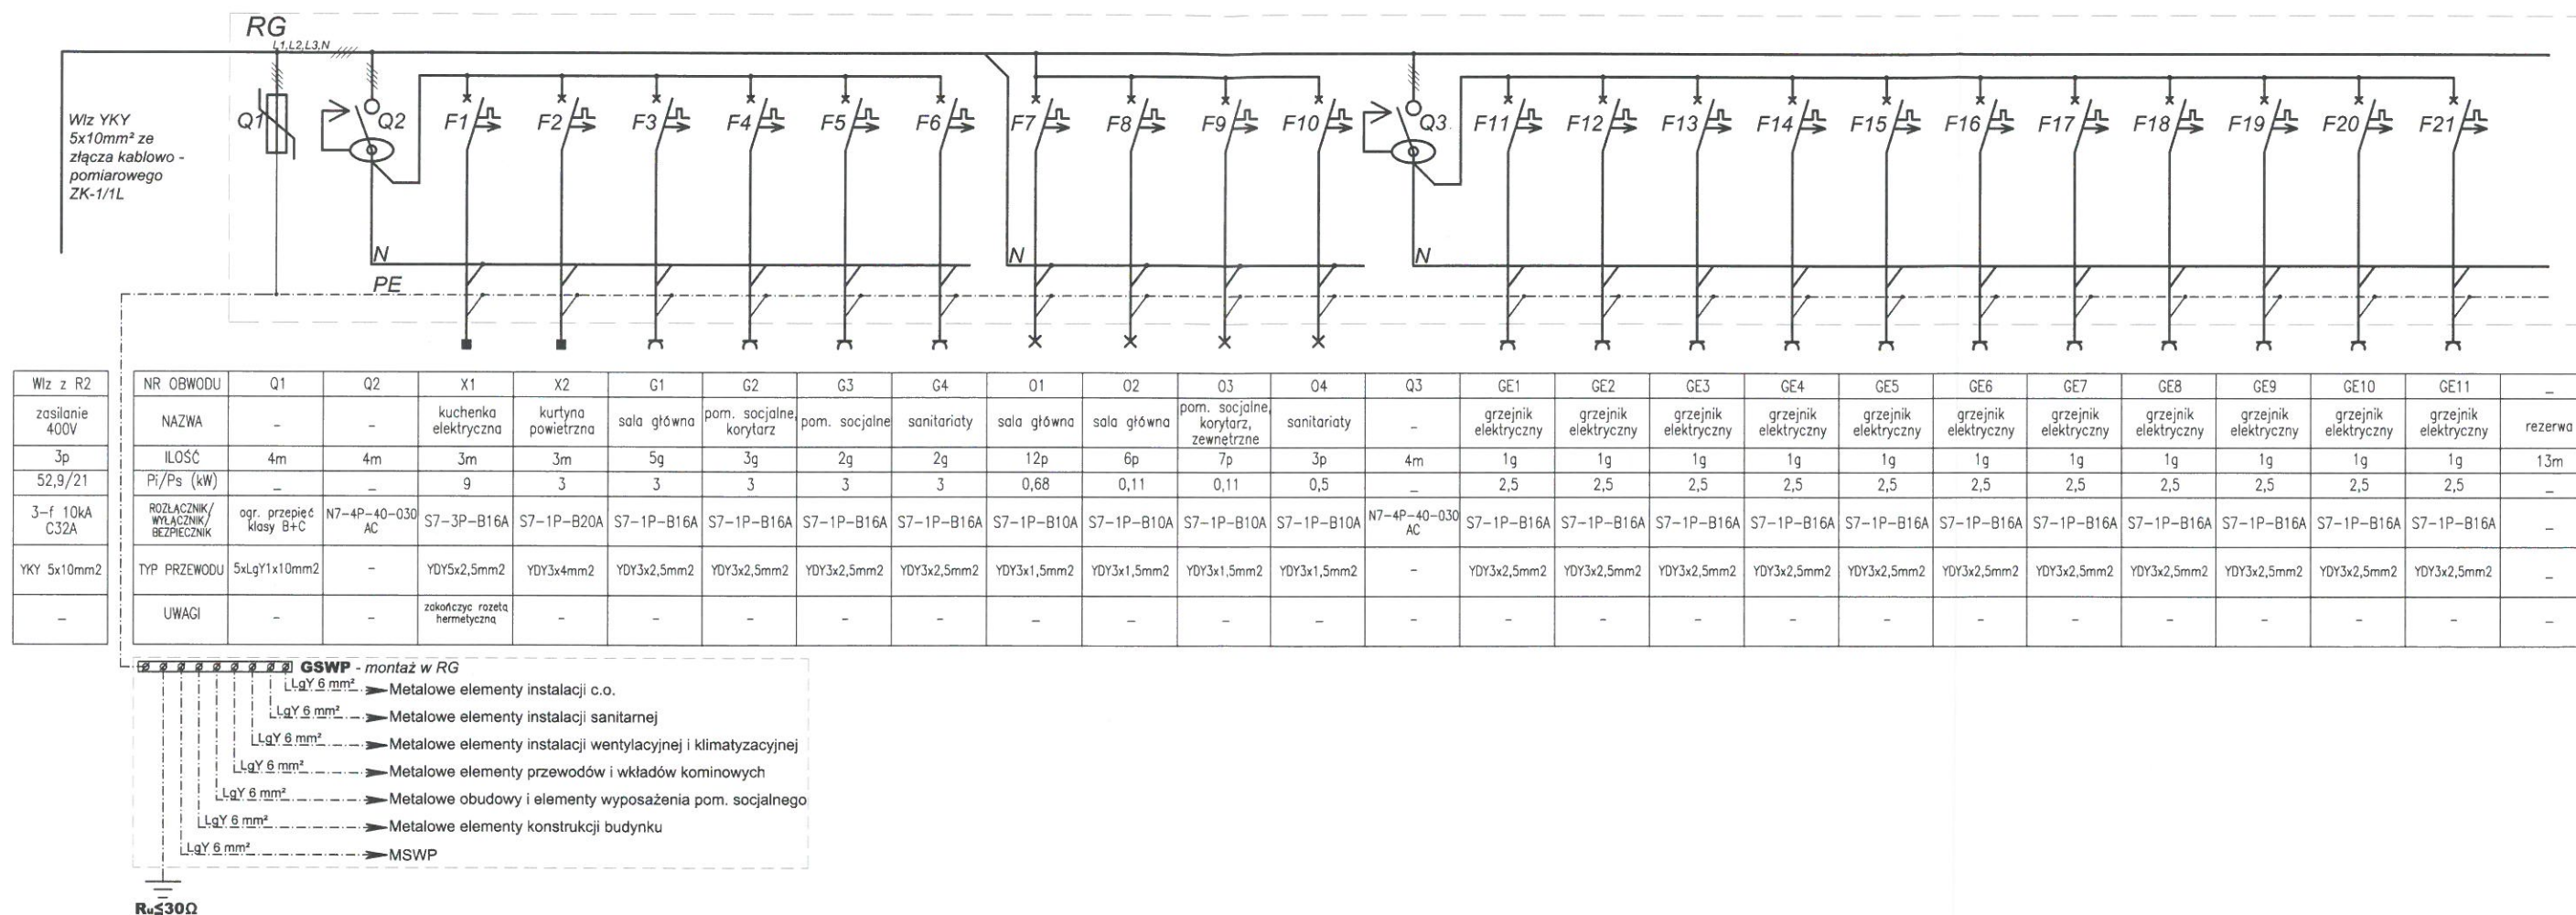 RG
L1,L2,L3,N
Wlz YKY
5x10mm² ze
złącza kablowo -
pomiarowego
ZK-1/1L
Q1
Q2
F1
F2
F3
F4
F5
F6
F7
F8
F9
F10
Q3
F11
F12
F13
F14
F15
F16
F17
F18
F19
F20
F21
N
N
N
PE
Wlz z R2
zasilanie
400V
3p
52,9/21
3-f 10kA
C32A
YKY 5x10mm2
–
NR OBWODU Q1 Q2 X1 X2 G1 G2 G3 G4 O1 O2 O3 O4 Q3 GE1 GE2 GE3 GE4 GE5 GE6 GE7 GE8 GE9 GE10 GE11 –
NAZWA – – kuchenka elektryczna kurtyna powietrzna sala główna pom. socjalne, korytarz pom. socjalne sanitariaty sala główna sala główna pom. socjalne, korytarz, zewnętrzne sanitariaty – grzejnik elektryczny grzejnik elektryczny grzejnik elektryczny grzejnik elektryczny grzejnik elektryczny grzejnik elektryczny grzejnik elektryczny grzejnik elektryczny grzejnik elektryczny grzejnik elektryczny grzejnik elektryczny rezerwa
ILOŚĆ 4m 4m 3m 3m 5g 3g 2g 2g 12p 6p 7p 3p 4m 1g 1g 1g 1g 1g 1g 1g 1g 1g 1g 1g 13m
Pi/Ps (kW) – – 9 3 3 3 3 3 0,68 0,11 0,11 0,5 – 2,5 2,5 2,5 2,5 2,5 2,5 2,5 2,5 2,5 2,5 2,5 –
ROZŁĄCZNIK/ WYŁĄCZNIK/ BEZPIECZNIK ogr. przepięć klasy B+C N7-4P-40-030 AC S7-3P-B16A S7-1P-B20A S7-1P-B16A S7-1P-B16A S7-1P-B16A S7-1P-B16A S7-1P-B10A S7-1P-B10A S7-1P-B10A S7-1P-B10A N7-4P-40-030 AC S7-1P-B16A S7-1P-B16A S7-1P-B16A S7-1P-B16A S7-1P-B16A S7-1P-B16A S7-1P-B16A S7-1P-B16A S7-1P-B16A S7-1P-B16A S7-1P-B16A –
TYP PRZEWODU 5xLgY1x10mm2 – YDY5x2,5mm2 YDY3x4mm2 YDY3x2,5mm2 YDY3x2,5mm2 YDY3x2,5mm2 YDY3x2,5mm2 YDY3x1,5mm2 YDY3x1,5mm2 YDY3x1,5mm2 YDY3x1,5mm2 – YDY3x2,5mm2 YDY3x2,5mm2 YDY3x2,5mm2 YDY3x2,5mm2 YDY3x2,5mm2 YDY3x2,5mm2 YDY3x2,5mm2 YDY3x2,5mm2 YDY3x2,5mm2 YDY3x2,5mm2 YDY3x2,5mm2 –
UWAGI – – zakończyc rozetą hermetyczną – – – – – – – – – – – – – – – – – – – – – – –
GSWP - montaż w RG
LgY 6 mm² Metalowe elementy instalacji c.o.
LgY 6 mm² Metalowe elementy instalacji sanitarnej
LgY 6 mm² Metalowe elementy instalacji wentylacyjnej i klimatyzacyjnej
LgY 6 mm² Metalowe elementy przewodów i wkładów kominowych
LgY 6 mm² Metalowe obudowy i elementy wyposażenia pom. socjalnego
LgY 6 mm² Metalowe elementy konstrukcji budynku
LgY 6 mm² MSWP
Ru≤30Ω